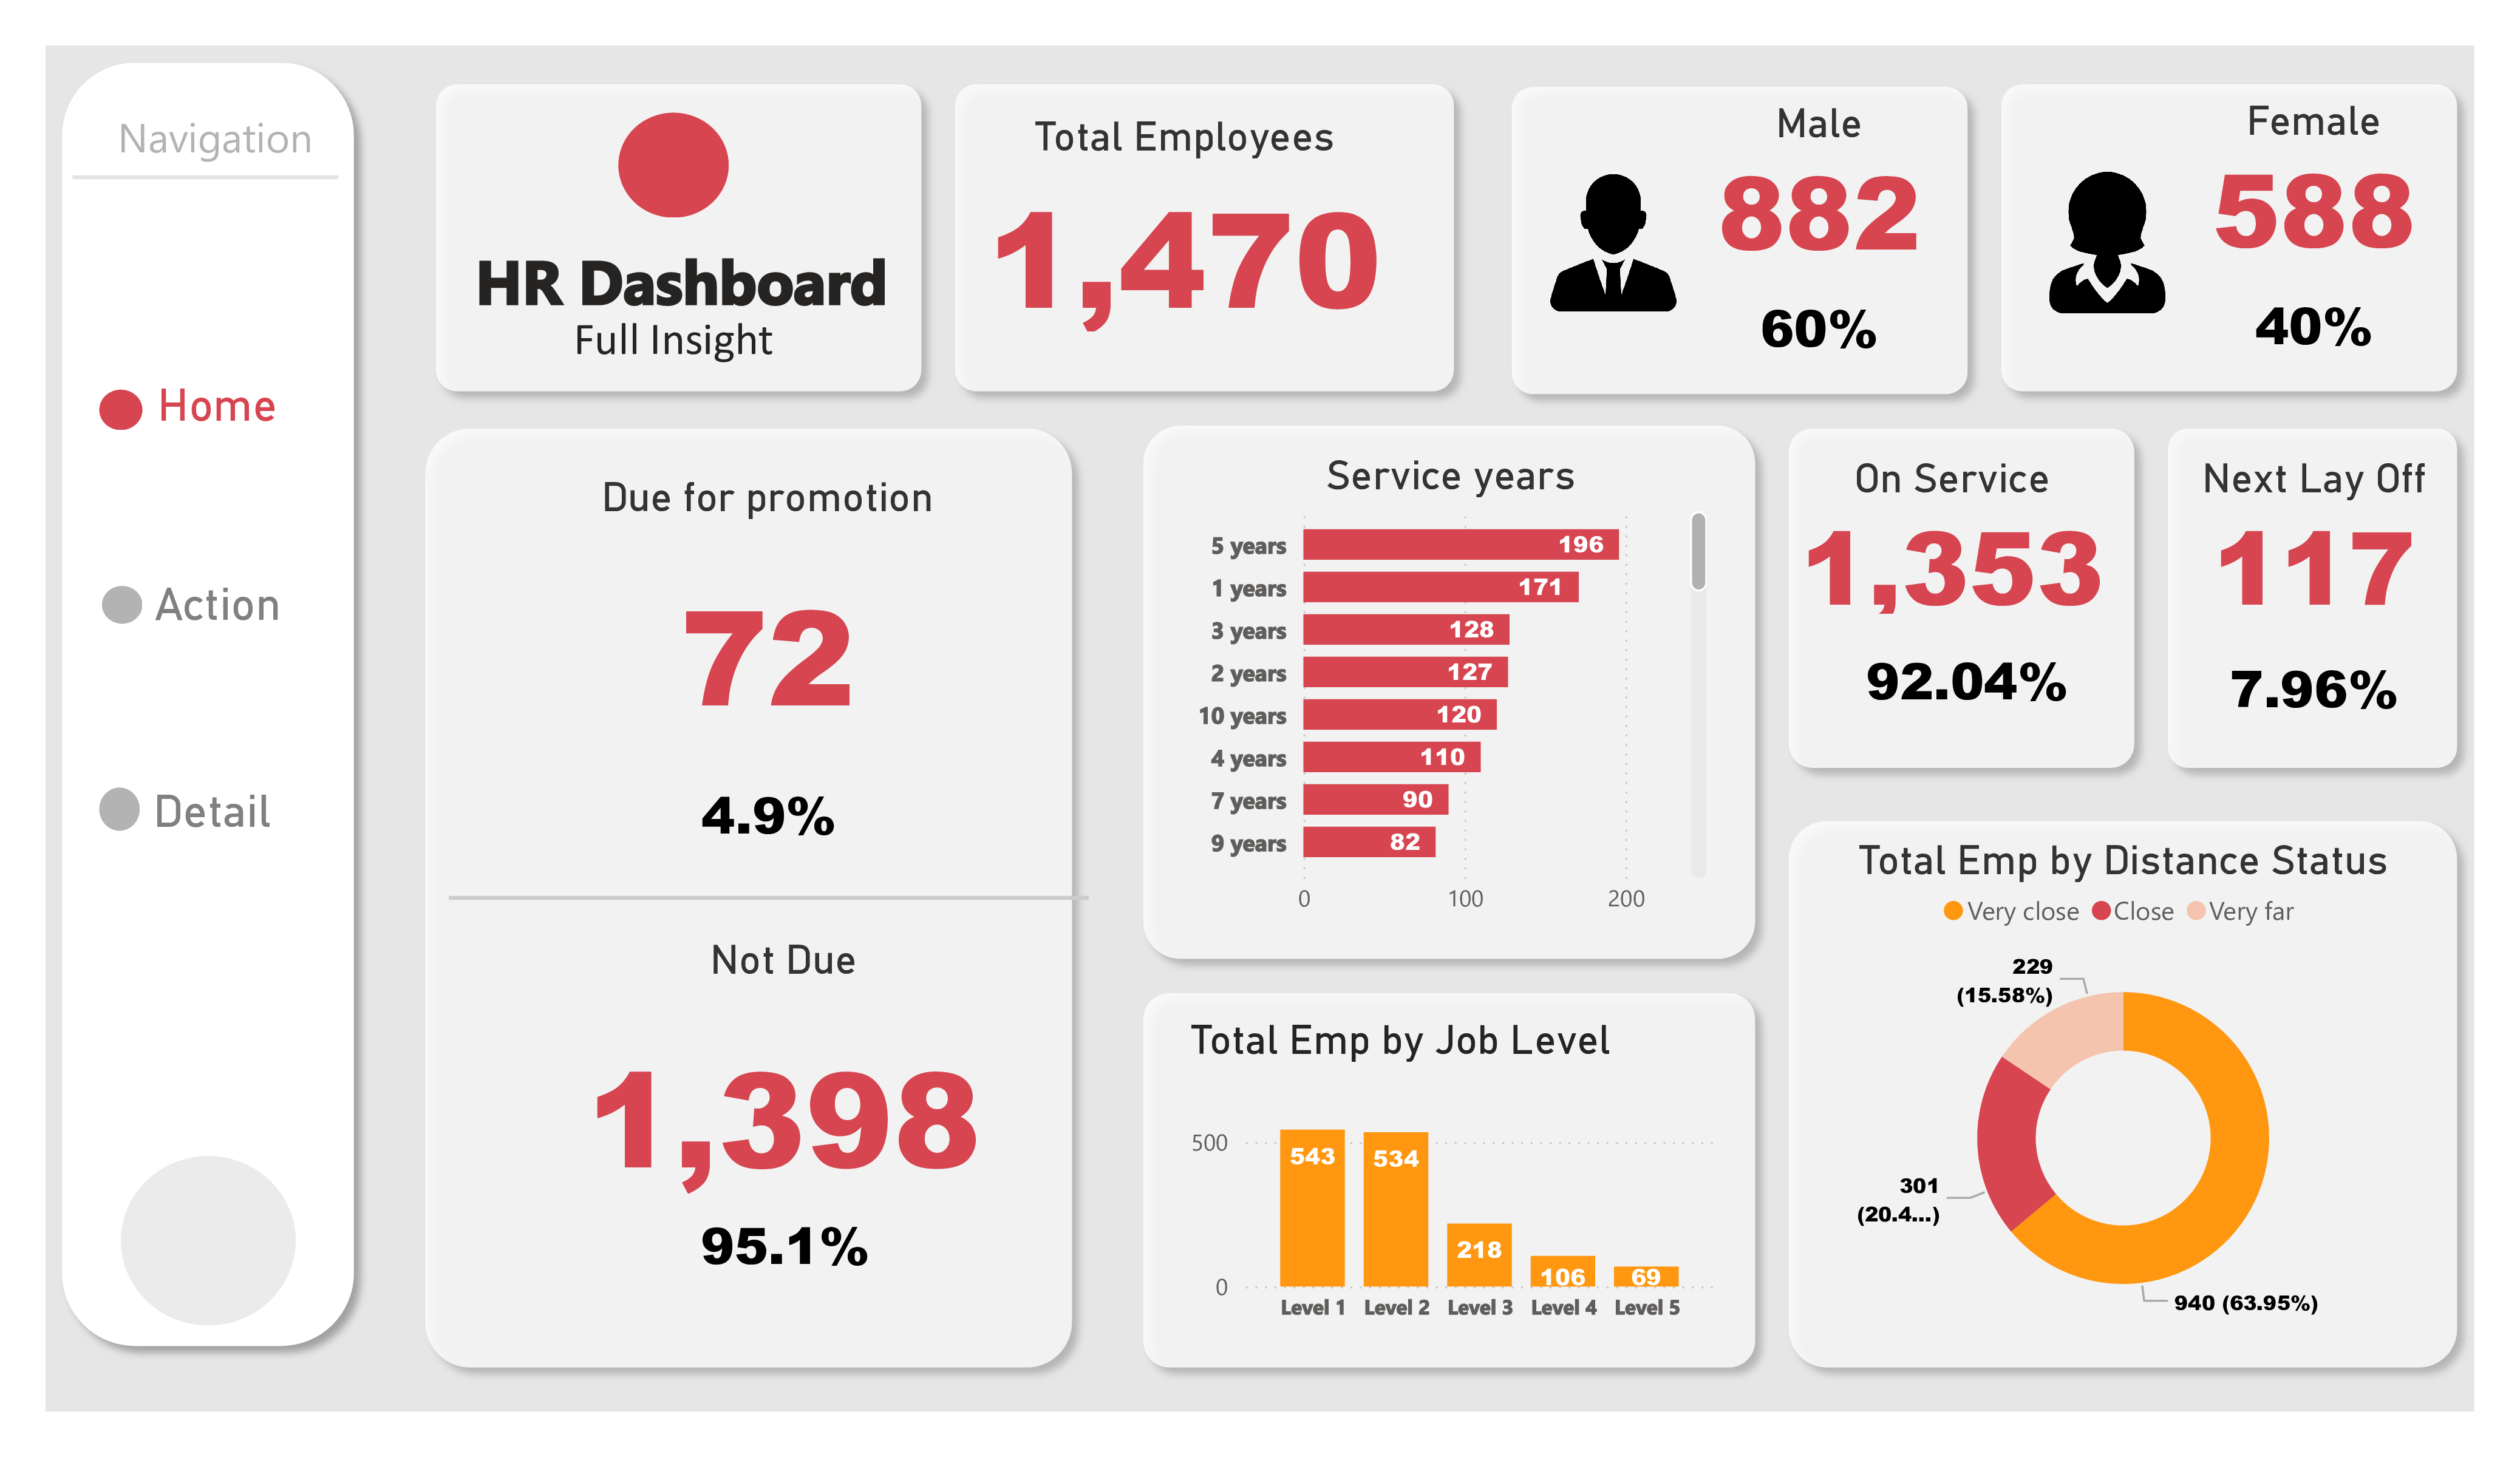 Navigation
Home
Action
Detail
HR Dashboard
Full Insight
Total Employees
1,470
Male
882
60%
Female
588
40%
Due for promotion
72
4.9%
Not Due
1,398
95.1%
Service years
5 years 196
1 years 171
3 years 128
2 years 127
10 years 120
4 years 110
7 years 90
9 years 82
0 100 200
On Service
1,353
92.04%
Next Lay Off
117
7.96%
Total Emp by Job Level
500
543 534 218 106 69
0
Level 1 Level 2 Level 3 Level 4 Level 5
Total Emp by Distance Status
Very close Close Very far
229
(15.58%)
301
(20.4...)
940 (63.95%)